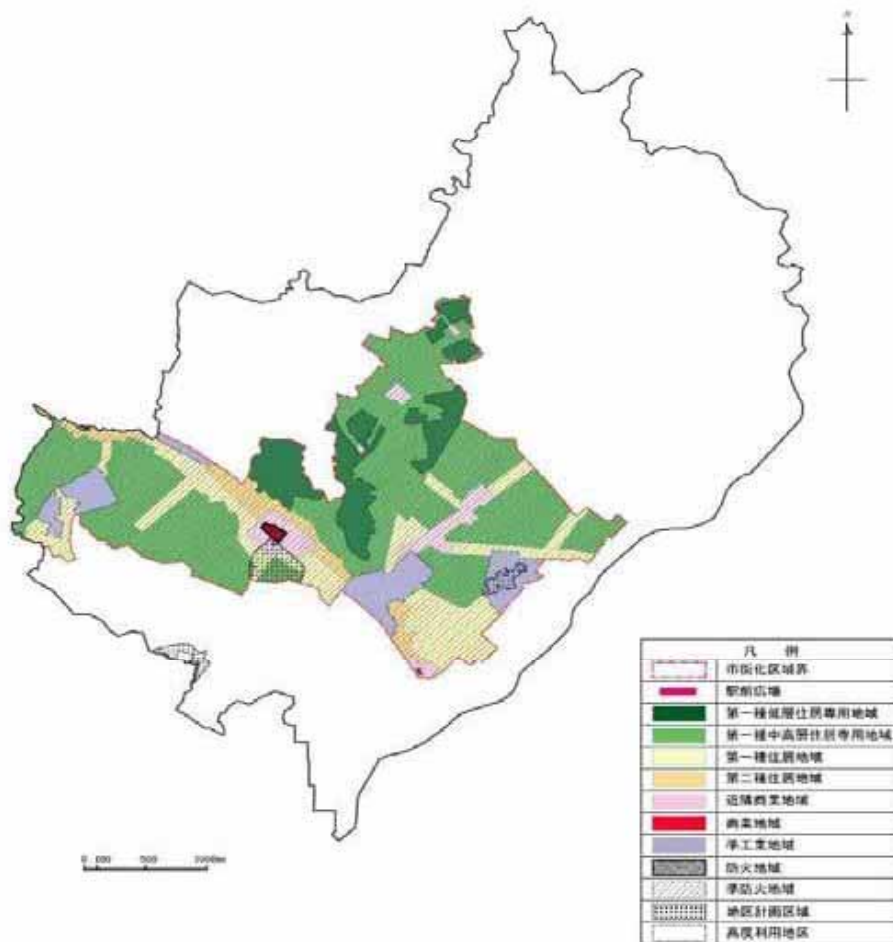 凡 例
市街化区域界
駅前広場
第一種低層住居専用地域
第一種中高層住居専用地域
第一種住居地域
第二種住居地域
近隣商業地域
商業地域
準工業地域
防火地域
準防火地域
地区計画区域
高度利用地区